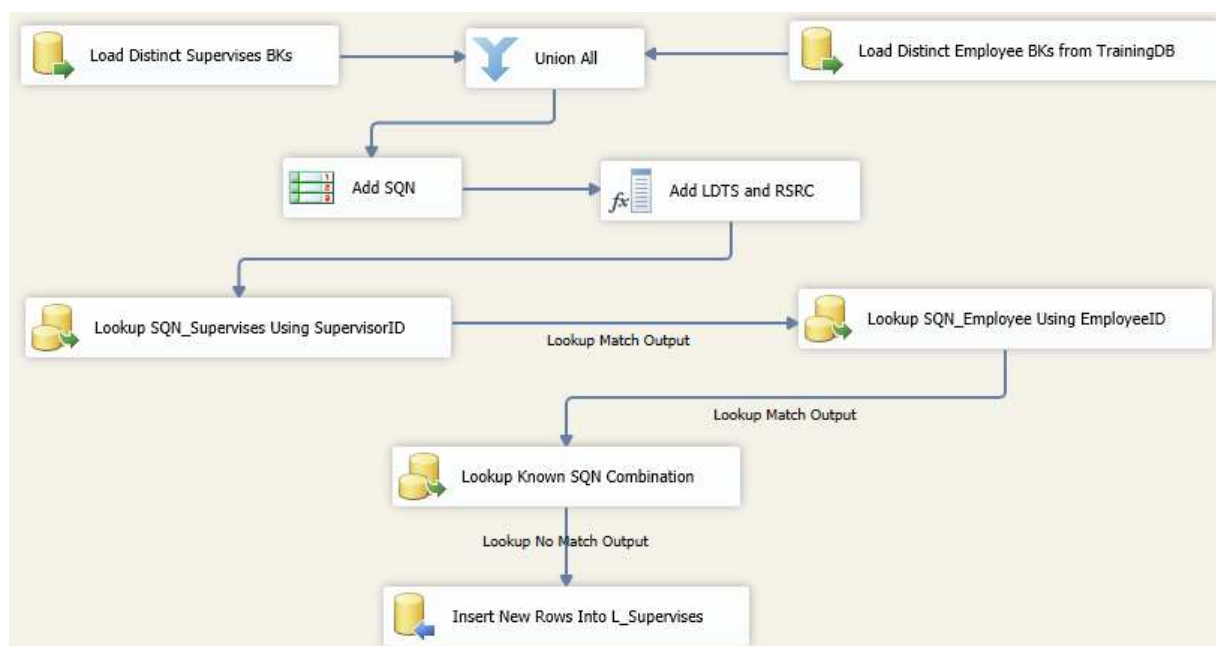 Load Distinct Supervises BKs
Union All
Load Distinct Employee BKs from TrainingDB
Add SQN
fx
Add LDTS and RSRC
Lookup SQN_Supervises Using SupervisorID
Lookup Match Output
Lookup SQN_Employee Using EmployeeID
Lookup Match Output
Lookup Known SQN Combination
Lookup No Match Output
Insert New Rows Into L_Supervises